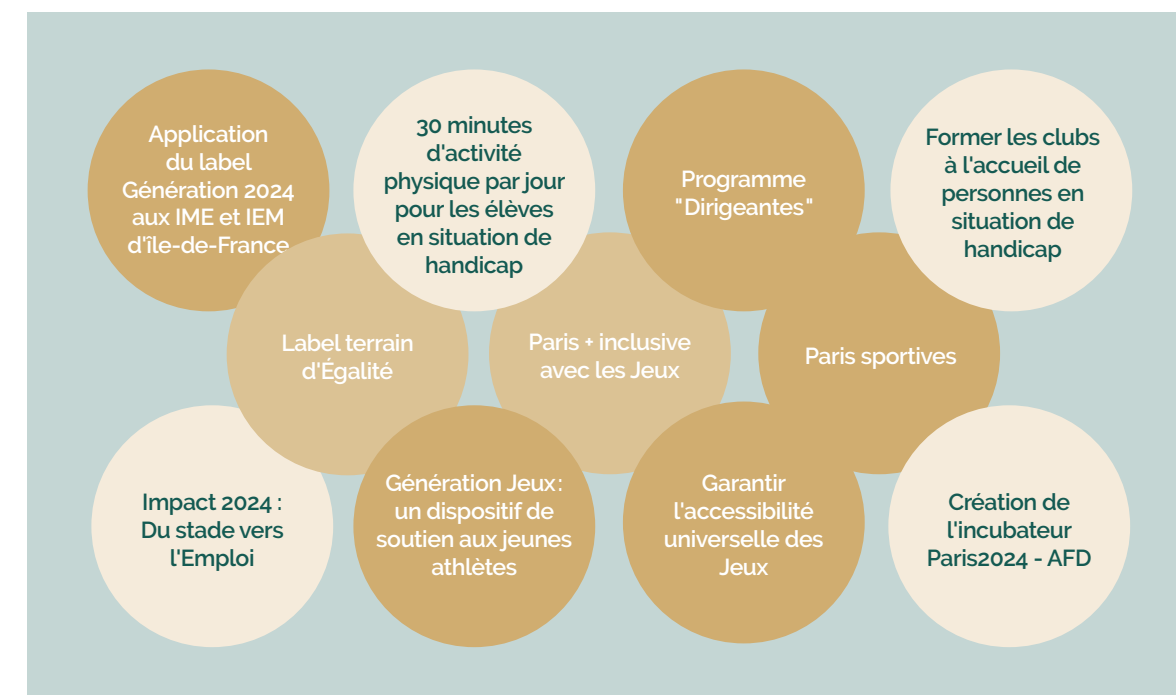 Application
du label
Génération 2024
aux IME et IEM
d'île-de-France
30 minutes
d'activité
physique par jour
pour les élèves
en situation de
handicap
Programme
"Dirigeantes"
Former les clubs
à l'accueil de
personnes en
situation de
handicap
Label terrain
d'Égalité
Paris + inclusive
avec les Jeux
Paris sportives
Impact 2024 :
Du stade vers
l'Emploi
Génération Jeux :
un dispositif de
soutien aux jeunes
athlètes
Garantir
l'accessibilité
universelle des
Jeux
Création de
l'incubateur
Paris2024 - AFD